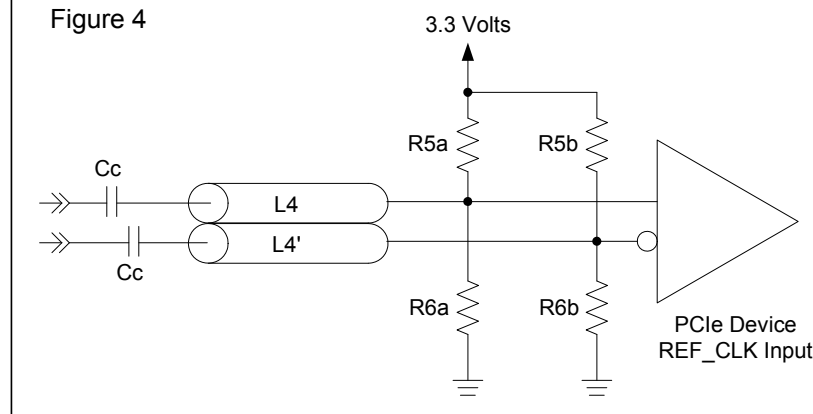 Figure 4
3.3 Volts
R5a
R5b
Cc
L4
L4'
Cc
R6a
R6b
PCIe Device
REF_CLK Input